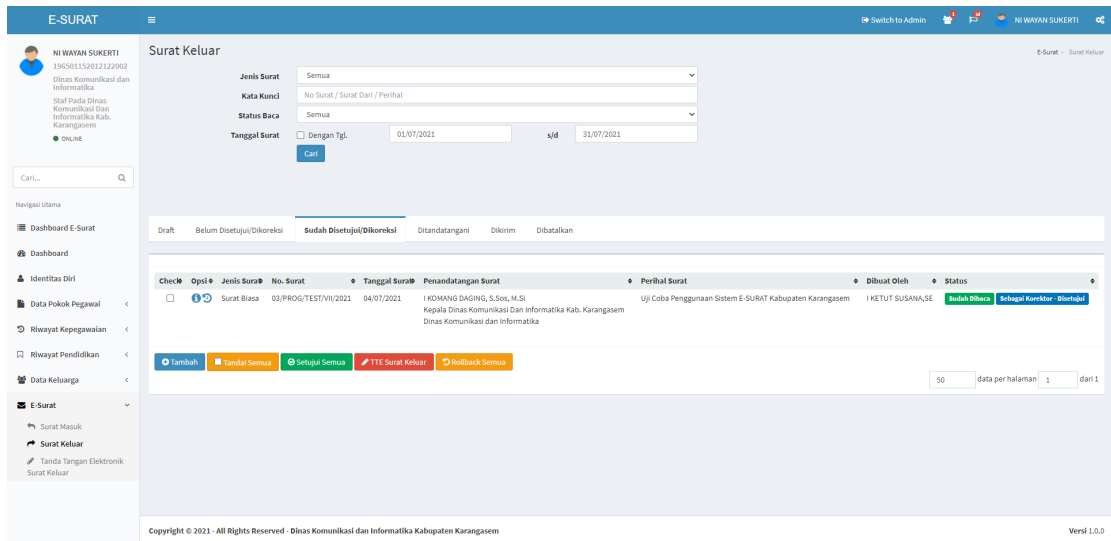 E-SURAT
Switch to Admin
1
NI WAYAN SUKERTI
NI WAYAN SUKERTI
196501152012122002
Dinas Komunikasi dan
Informatika
Staf Pada Dinas
Komunikasi Dan
Informatika Kab.
Karangasem
ONLINE
Cari...
Navigasi Utama
Dashboard E-Surat
Dashboard
Identitas Diri
Data Pokok Pegawai
Riwayat Kepegawaian
Riwayat Pendidikan
Data Keluarga
E-Surat
Surat Masuk
Surat Keluar
Tanda Tangan Elektronik
Surat Keluar
Surat Keluar
E-Surat > Surat Keluar
Jenis Surat Semua
Kata Kunci No Surat / Surat Dari / Perihal
Status Baca Semua
Tanggal Surat Dengan Tgl. 01/07/2021 s/d 31/07/2021
Cari
Draft Belum Disetujui/Dikoreksi Sudah Disetujui/Dikoreksi Ditandatangani Dikirim Dibatalkan
Check Opsi Jenis Surat No. Surat Tanggal Surat Penandatangan Surat Perihal Surat Dibuat Oleh Status
Surat Biasa 03/PROG/TEST/VII/2021 04/07/2021 I KOMANG DAGING, S.Sos, M.Si Uji Coba Penggunaan Sistem E-SURAT Kabupaten Karangasem I KETUT SUSANA,SE Sudah Dibaca Sebagai Korektor - Disetujui
Kepala Dinas Komunikasi Dan Informatika Kab. Karangasem
Dinas Komunikasi dan Informatika
Tambah Tandai Semua Setujui Semua TTE Surat Keluar Rollback Semua
50 data per halaman 1 dari 1
Copyright © 2021 - All Rights Reserved - Dinas Komunikasi dan Informatika Kabupaten Karangasem
Versi 1.0.0